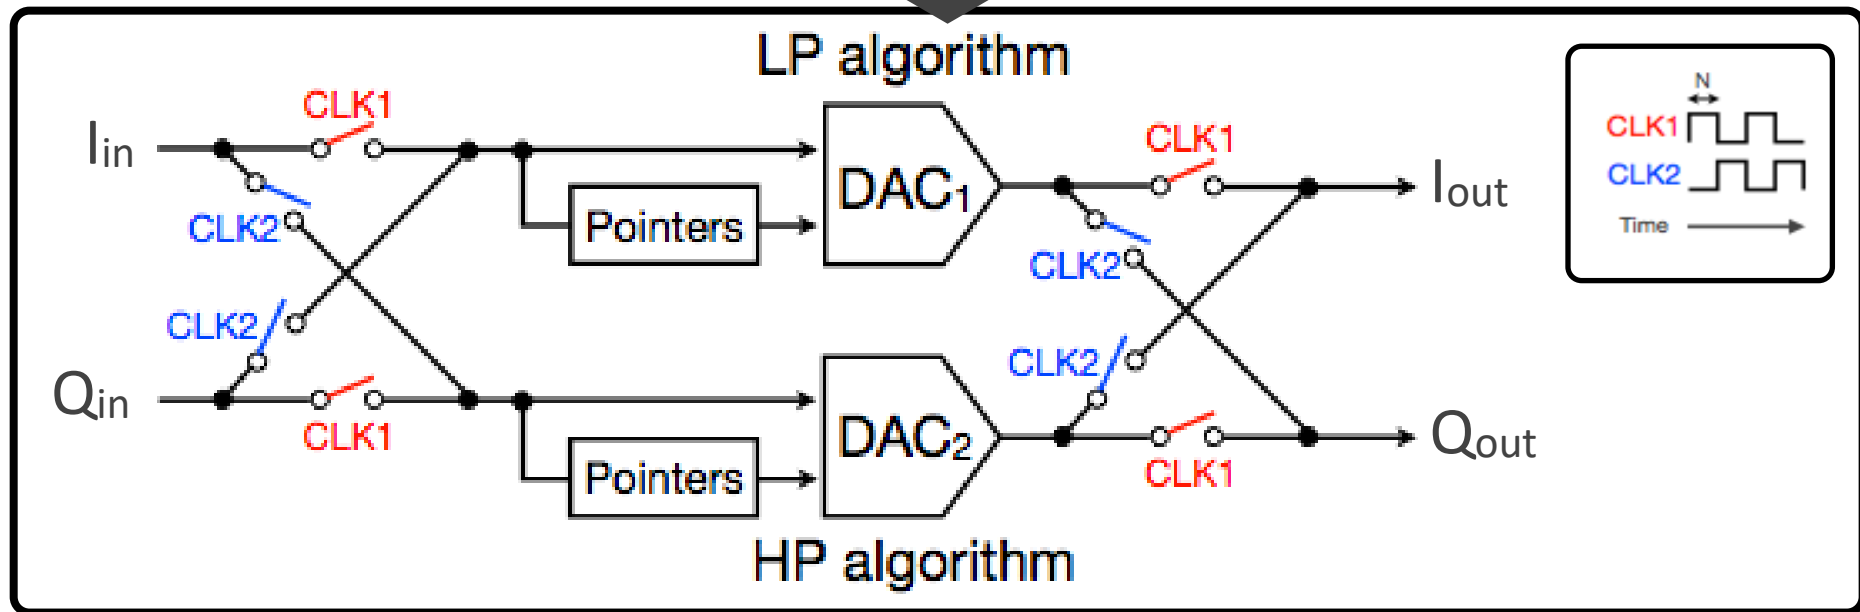 LP algorithm
Iin
CLK1
CLK2
CLK2
Qin
CLK1
Pointers
DAC1
CLK1
CLK2
Iout
CLK2
Pointers
DAC2
CLK1
Qout
HP algorithm
N
CLK1
CLK2
Time